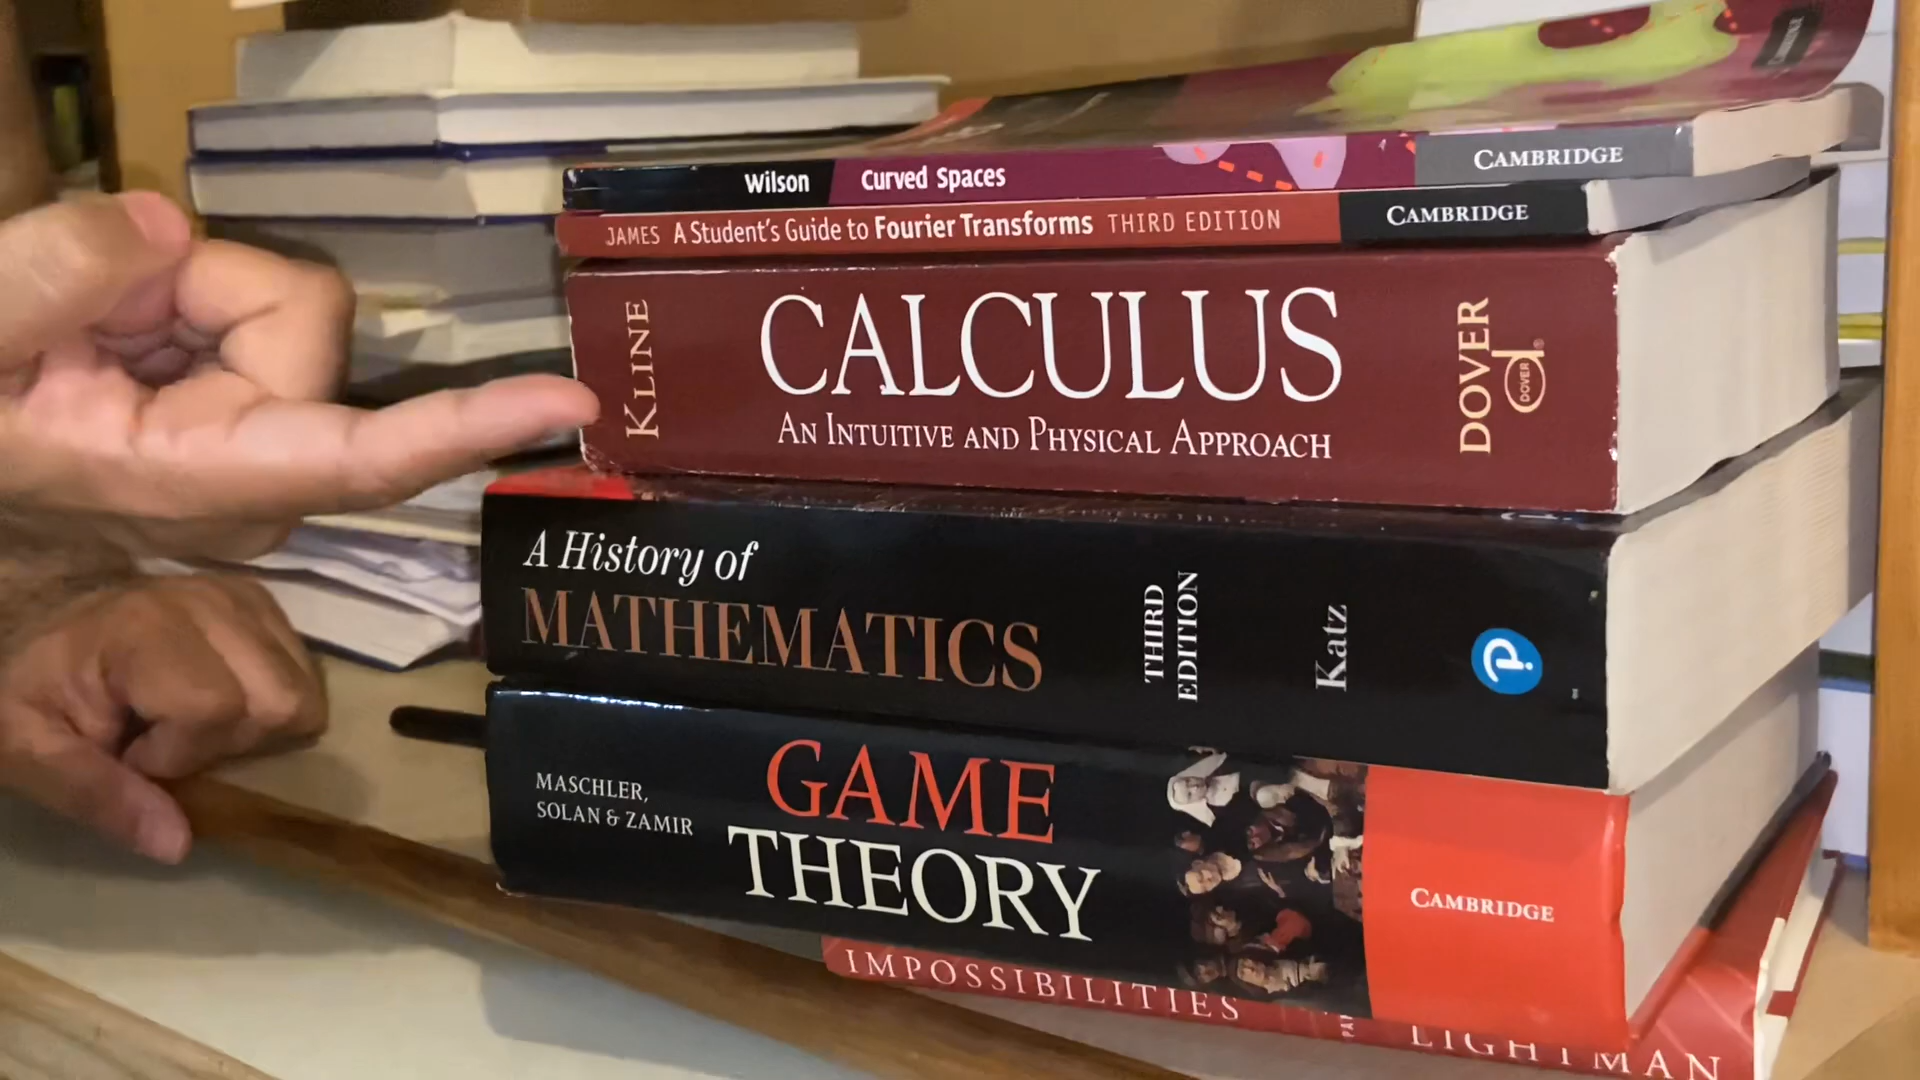 Wilson Curved Spaces CAMBRIDGE
JAMES A Student's Guide to Fourier Transforms THIRD EDITION CAMBRIDGE
KLINE
CALCULUS
AN INTUITIVE AND PHYSICAL APPROACH
DOVER
DOVER®
A History of
MATHEMATICS
THIRD
EDITION
Katz
MASCHLER,
SOLAN & ZAMIR
GAME
THEORY
CAMBRIDGE
IMPOSSIBILITIES
LIGHTMAN